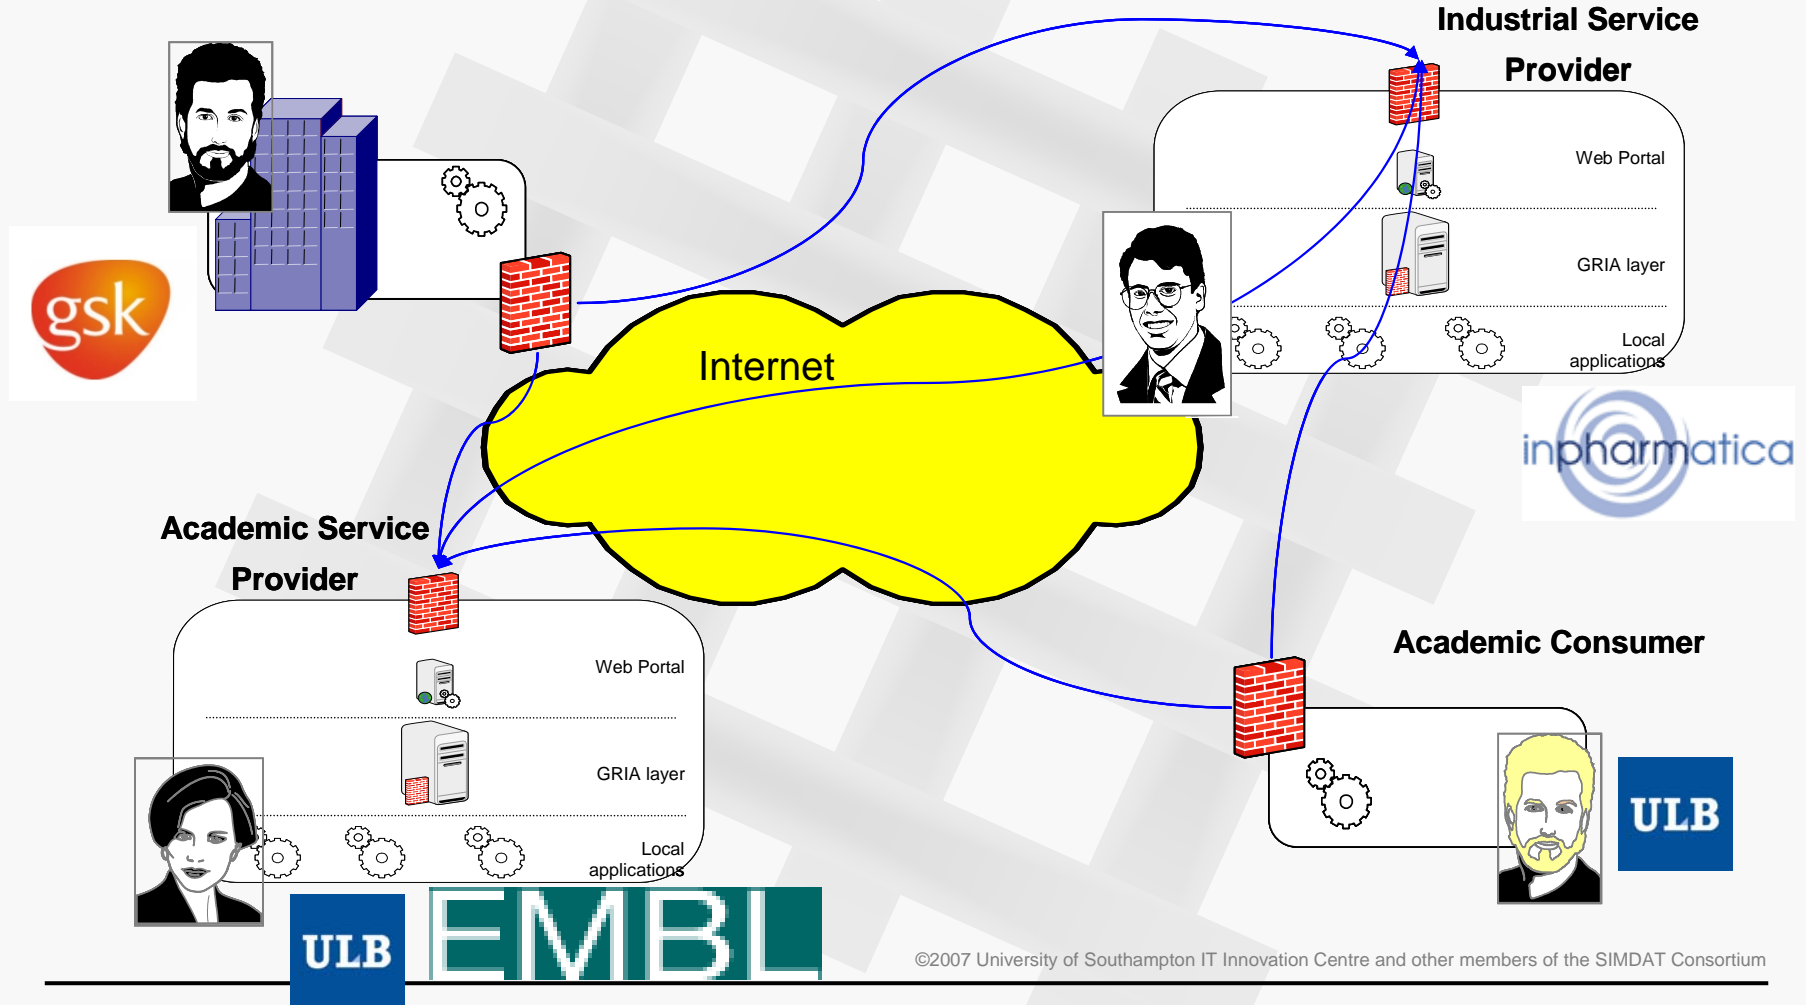 Industrial Service
Provider
Web Portal
GRIA layer
Local
applications
gsk
Internet
inpharmatica
Academic Service
Provider
Web Portal
GRIA layer
Local
applications
Academic Consumer
ULB
ULB
EMBL
©2007 University of Southampton IT Innovation Centre and other members of the SIMDAT Consortium